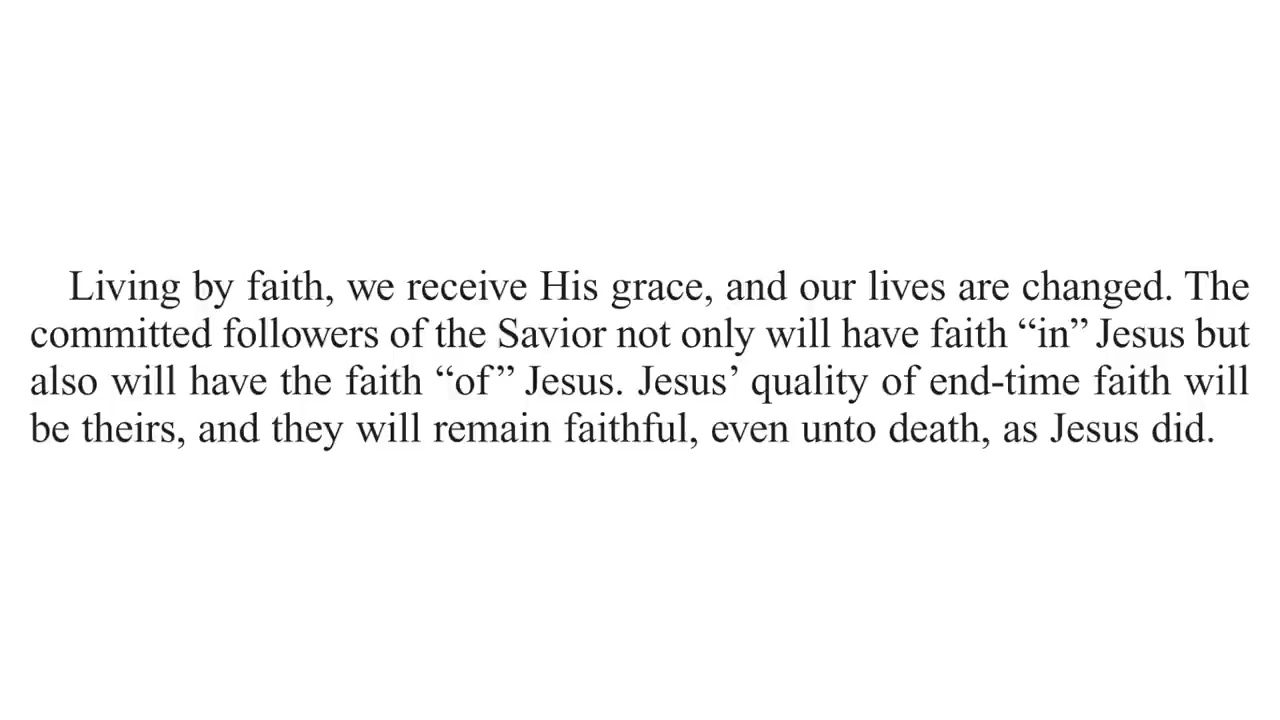 Living by faith, we receive His grace, and our lives are changed. The
committed followers of the Savior not only will have faith “in” Jesus but
also will have the faith “of” Jesus. Jesus’ quality of end-time faith will
be theirs, and they will remain faithful, even unto death, as Jesus did.